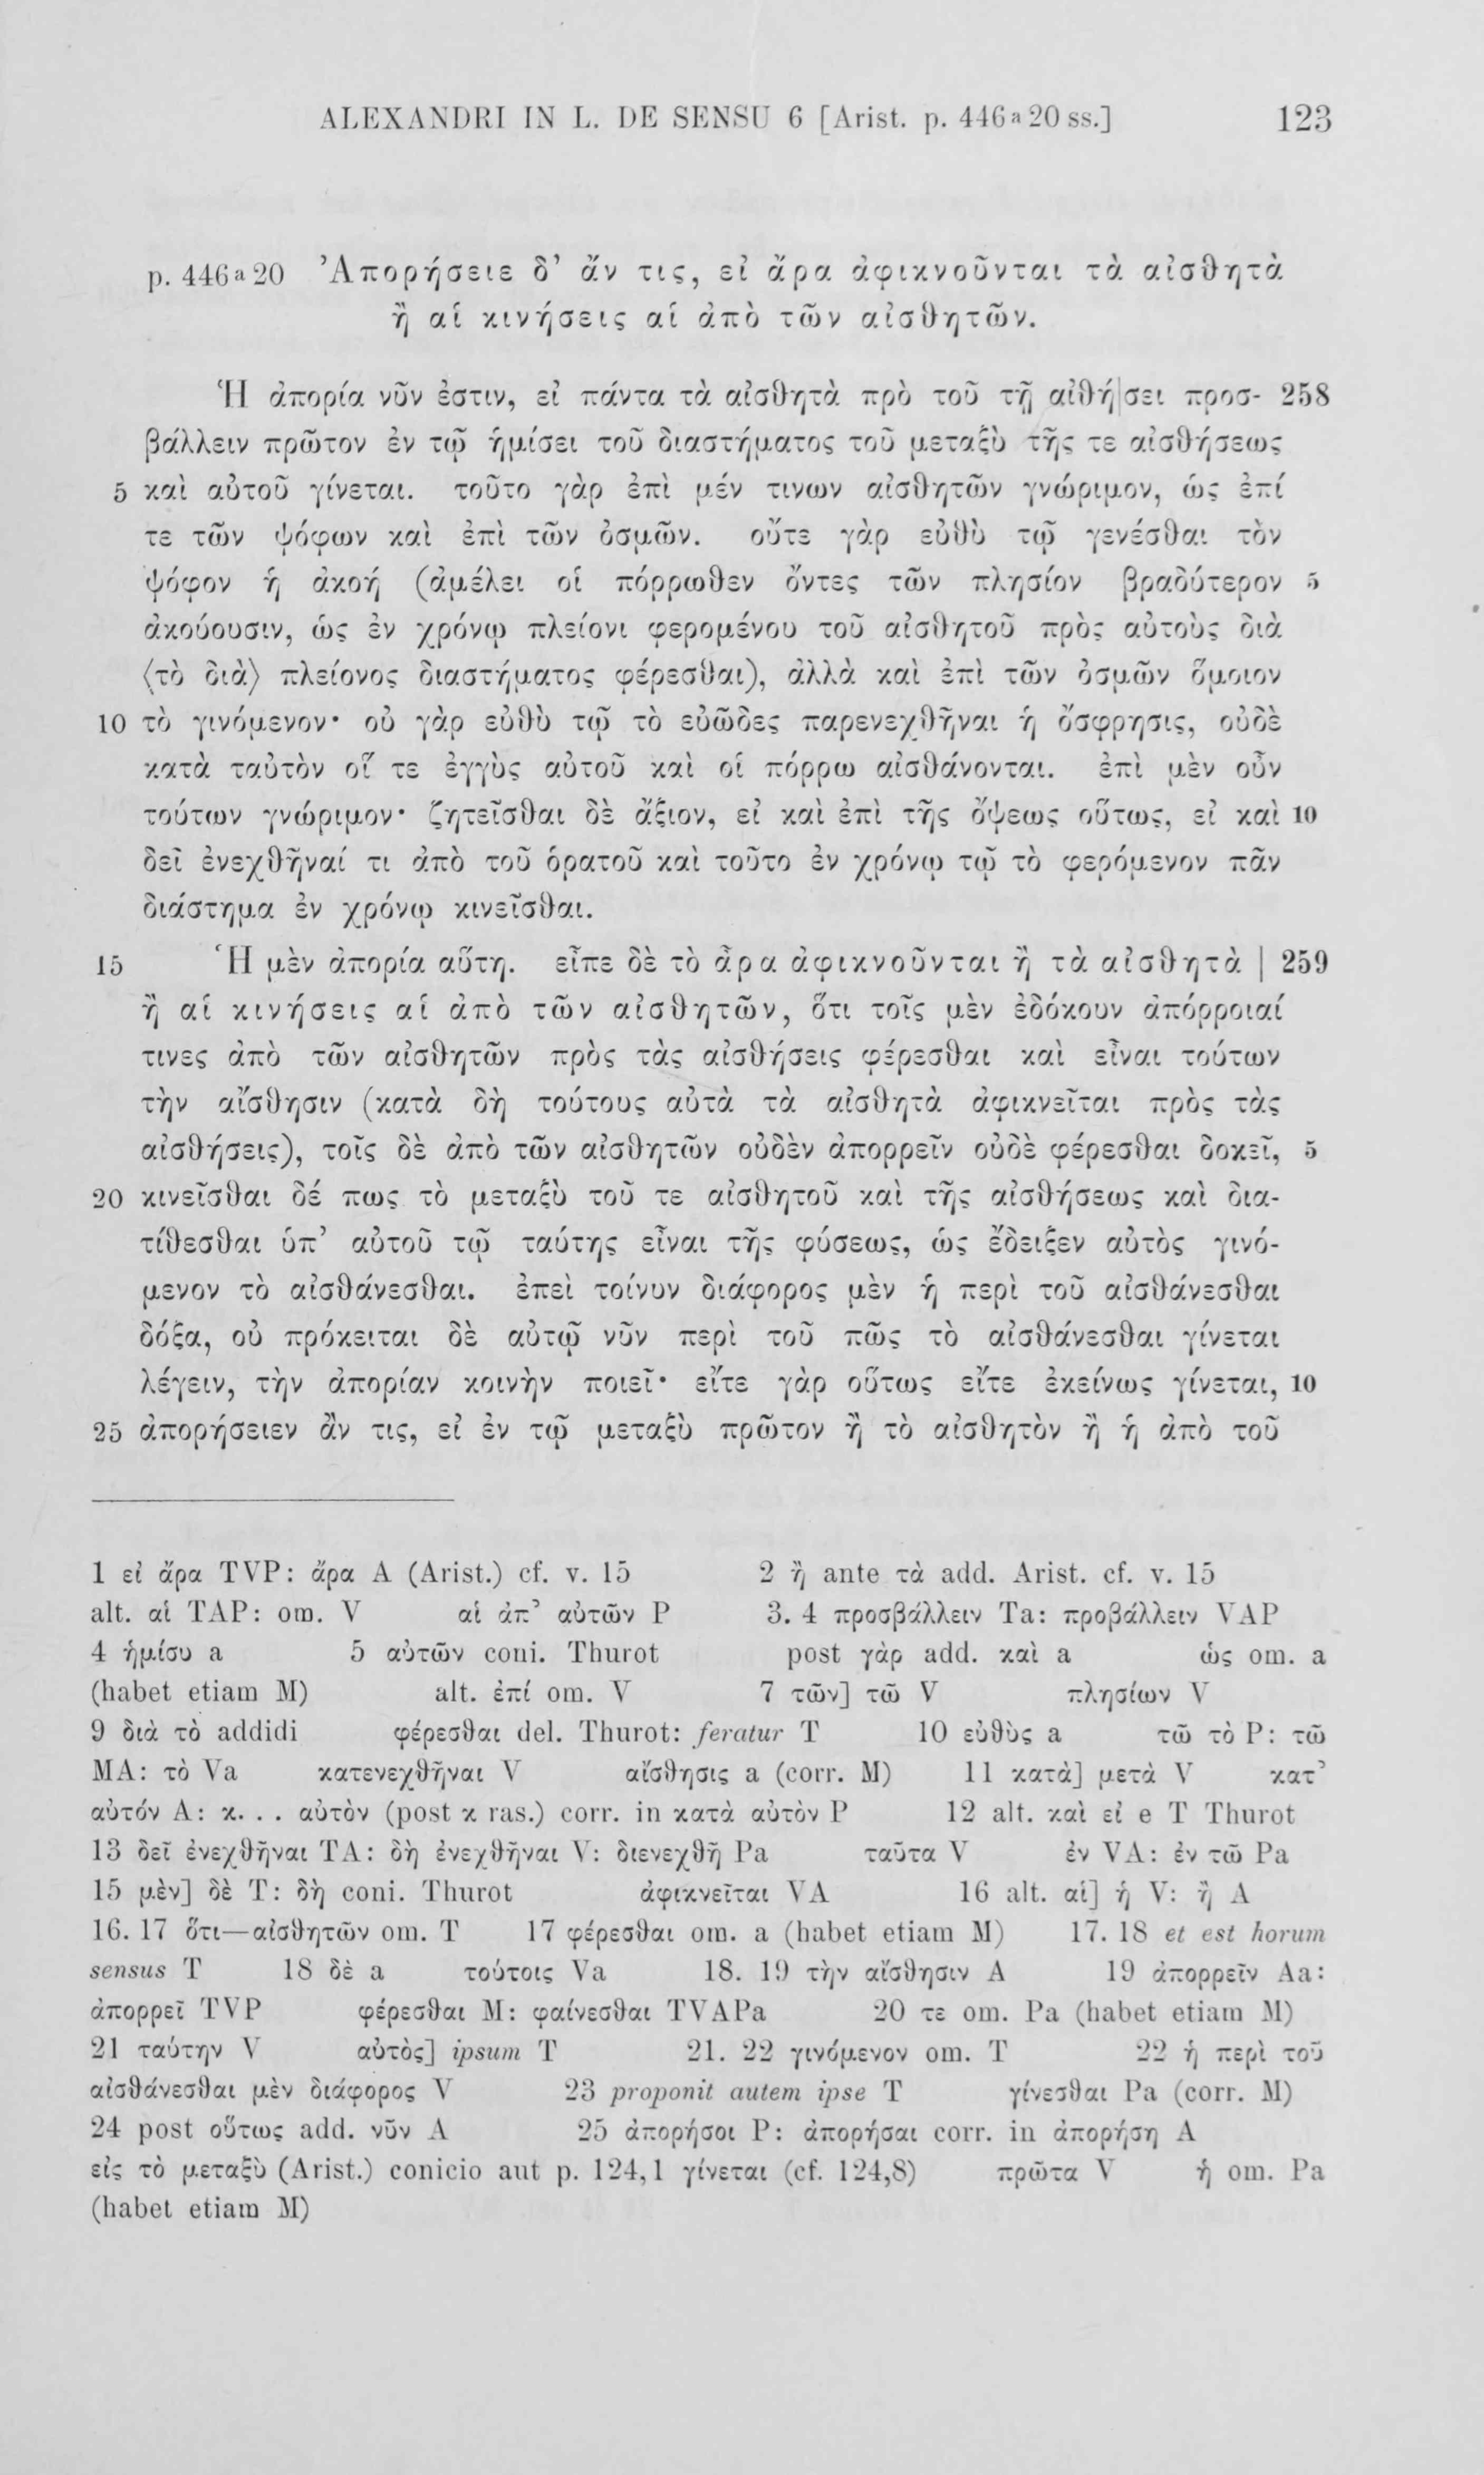 ALEXANDRI IN L. DE SENSU 6 [Arist. p. 446ª20 ss.] 123
p. 446ª20 Ἀπορήσειε δ’ ἄν τις, εἰ ἄρα ἀφικνοῦνται τὰ αἰσθητὰ
ἢ αἱ κινήσεις αἱ ἀπὸ τῶν αἰσθητῶν.
Ἡ ἀπορία νῦν ἐστιν, εἰ πάντα τὰ αἰσθητὰ πρὸ τοῦ τῇ αἰθή|σει προσ- 258
βάλλειν πρῶτον ἐν τῷ ἡμίσει τοῦ διαστήματος τοῦ μεταξὺ τῆς τε αἰσθήσεως
5 καὶ αὐτοῦ γίνεται. τοῦτο γὰρ ἐπὶ μέν τινων αἰσθητῶν γνώριμον, ὡς ἐπί
τε τῶν ψόφων καὶ ἐπὶ τῶν ὀσμῶν. οὔτε γὰρ εὐθὺ τῷ γενέσθαι τὸν
ψόφον ἡ ἀκοή (ἀμέλει οἱ πόρρωθεν ὄντες τῶν πλησίον βραδύτερον 5
ἀκούουσιν, ὡς ἐν χρόνῳ πλείονι φερομένου τοῦ αἰσθητοῦ πρὸς αὐτοὺς διὰ
⟨τὸ διὰ⟩ πλείονος διαστήματος φέρεσθαι), ἀλλὰ καὶ ἐπὶ τῶν ὀσμῶν ὅμοιον
10 τὸ γινόμενον· οὐ γὰρ εὐθὺ τῷ τὸ εὐῶδες παρενεχθῆναι ἡ ὄσφρησις, οὐδὲ
κατὰ ταὐτὸν οἵ τε ἐγγὺς αὐτοῦ καὶ οἱ πόρρω αἰσθάνονται. ἐπὶ μὲν οὖν
τούτων γνώριμον· ζητεῖσθαι δὲ ἄξιον, εἰ καὶ ἐπὶ τῆς ὄψεως οὕτως, εἰ καὶ 10
δεῖ ἐνεχθῆναί τι ἀπὸ τοῦ ὁρατοῦ καὶ τοῦτο ἐν χρόνῳ τῷ τὸ φερόμενον πᾶν
διάστημα ἐν χρόνῳ κινεῖσθαι.
15 Ἡ μὲν ἀπορία αὕτη. εἶπε δὲ τὸ ἆρα ἀφικνοῦνται ἢ τὰ αἰσθητὰ | 259
ἢ αἱ κινήσεις αἱ ἀπὸ τῶν αἰσθητῶν, ὅτι τοῖς μὲν ἐδόκουν ἀπόρροιαί
τινες ἀπὸ τῶν αἰσθητῶν πρὸς τὰς αἰσθήσεις φέρεσθαι καὶ εἶναι τούτων
τὴν αἴσθησιν (κατὰ δὴ τούτους αὐτὰ τὰ αἰσθητὰ ἀφικνεῖται πρὸς τὰς
αἰσθήσεις), τοῖς δὲ ἀπὸ τῶν αἰσθητῶν οὐδὲν ἀπορρεῖν οὐδὲ φέρεσθαι δοκεῖ, 5
20 κινεῖσθαι δέ πως τὸ μεταξὺ τοῦ τε αἰσθητοῦ καὶ τῆς αἰσθήσεως καὶ δια-
τίθεσθαι ὑπ’ αὐτοῦ τῷ ταύτης εἶναι τῆς φύσεως, ὡς ἔδειξεν αὐτὸς γινό-
μενον τὸ αἰσθάνεσθαι. ἐπεὶ τοίνυν διάφορος μὲν ἡ περὶ τοῦ αἰσθάνεσθαι
δόξα, οὐ πρόκειται δὲ αὐτῷ νῦν περὶ τοῦ πῶς τὸ αἰσθάνεσθαι γίνεται
λέγειν, τὴν ἀπορίαν κοινὴν ποιεῖ· εἴτε γὰρ οὕτως εἴτε ἐκείνως γίνεται, 10
25 ἀπορήσειεν ἄν τις, εἰ ἐν τῷ μεταξὺ πρῶτον ἢ τὸ αἰσθητὸν ἢ ἡ ἀπὸ τοῦ
1 εἰ ἄρα TVP: ἄρα A (Arist.) cf. v. 15 2 ἢ ante τὰ add. Arist. cf. v. 15
alt. αἱ TAP: om. V αἱ ἀπ’ αὐτῶν P 3. 4 προσβάλλειν Ta: προβάλλειν VAP
4 ἡμίσυ a 5 αὐτῶν coni. Thurot post γὰρ add. καὶ a ὡς om. a
(habet etiam M) alt. ἐπί om. V 7 τῶν] τῶ V πλησίων V
9 διὰ τὸ addidi φέρεσθαι del. Thurot: feratur T 10 εὐθὺς a τῶ τὸ P: τῶ
MA: τὸ Va κατενεχθῆναι V αἴσθησις a (corr. M) 11 κατὰ] μετὰ V κατ’
αὐτόν A: κ. . . αὐτὸν (post κ ras.) corr. in κατὰ αὐτὸν P 12 alt. καὶ εἰ e T Thurot
13 δεῖ ἐνεχθῆναι TA: δὴ ἐνεχθῆναι V: διενεχθῆ Pa ταῦτα V ἐν VA: ἐν τῶ Pa
15 μὲν] δὲ T: δὴ coni. Thurot ἀφικνεῖται VA 16 alt. αἱ] ἡ V: ἢ A
16. 17 ὅτι—αἰσθητῶν om. T 17 φέρεσθαι om. a (habet etiam M) 17. 18 et est horum
sensus T 18 δὲ a τούτοις Va 18. 19 τὴν αἴσθησιν A 19 ἀπορρεῖν Aa:
ἀπορρεῖ TVP φέρεσθαι M: φαίνεσθαι TVAPa 20 τε om. Pa (habet etiam M)
21 ταύτην V αὐτὸς] ipsum T 21. 22 γινόμενον om. T 22 ἡ περὶ τοῦ
αἰσθάνεσθαι μὲν διάφορος V 23 proponit autem ipse T γίνεσθαι Pa (corr. M)
24 post οὕτως add. νῦν A 25 ἀπορήσοι P: ἀπορήσαι corr. in ἀπορήση A
εἰς τὸ μεταξὺ (Arist.) conicio aut p. 124,1 γίνεται (cf. 124,8) πρῶτα V ἡ om. Pa
(habet etiam M)